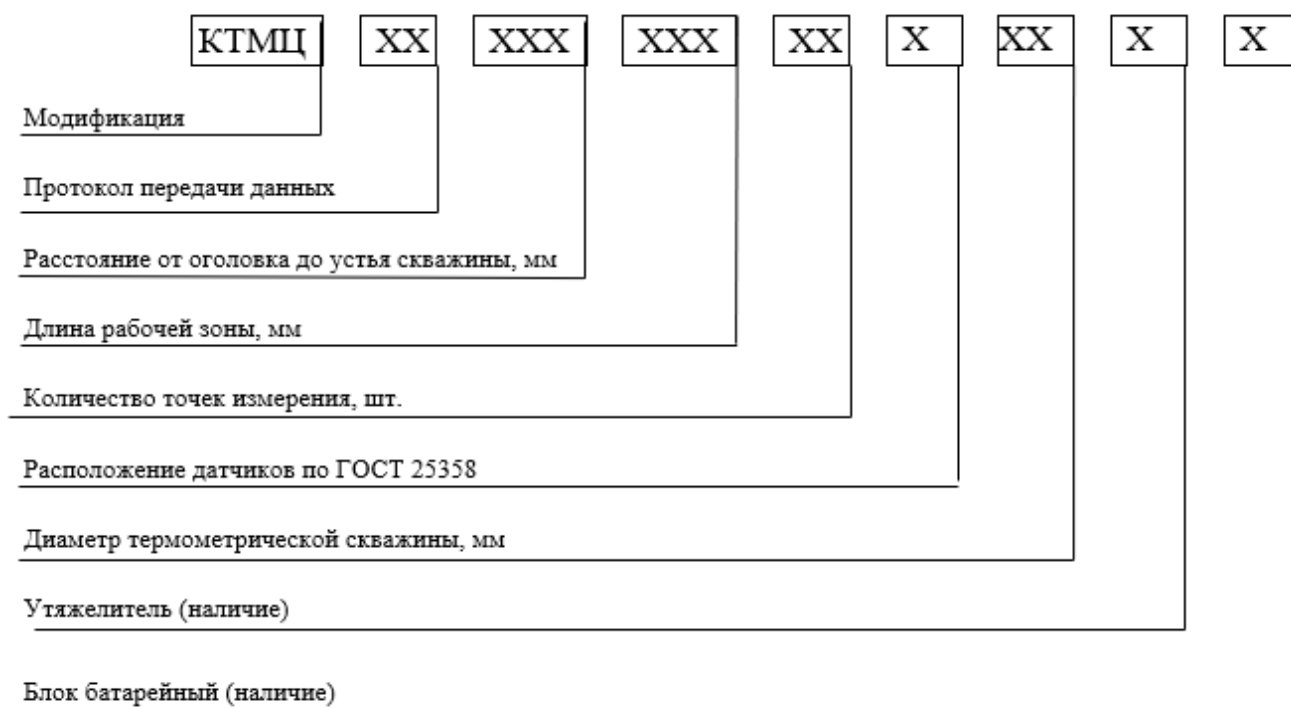 КТМЦ XX XXX XXX XX X XX X X
Модификация
Протокол передачи данных
Расстояние от оголовка до устья скважины, мм
Длина рабочей зоны, мм
Количество точек измерения, шт.
Расположение датчиков по ГОСТ 25358
Диаметр термометрической скважины, мм
Утяжелитель (наличие)
Блок батарейный (наличие)